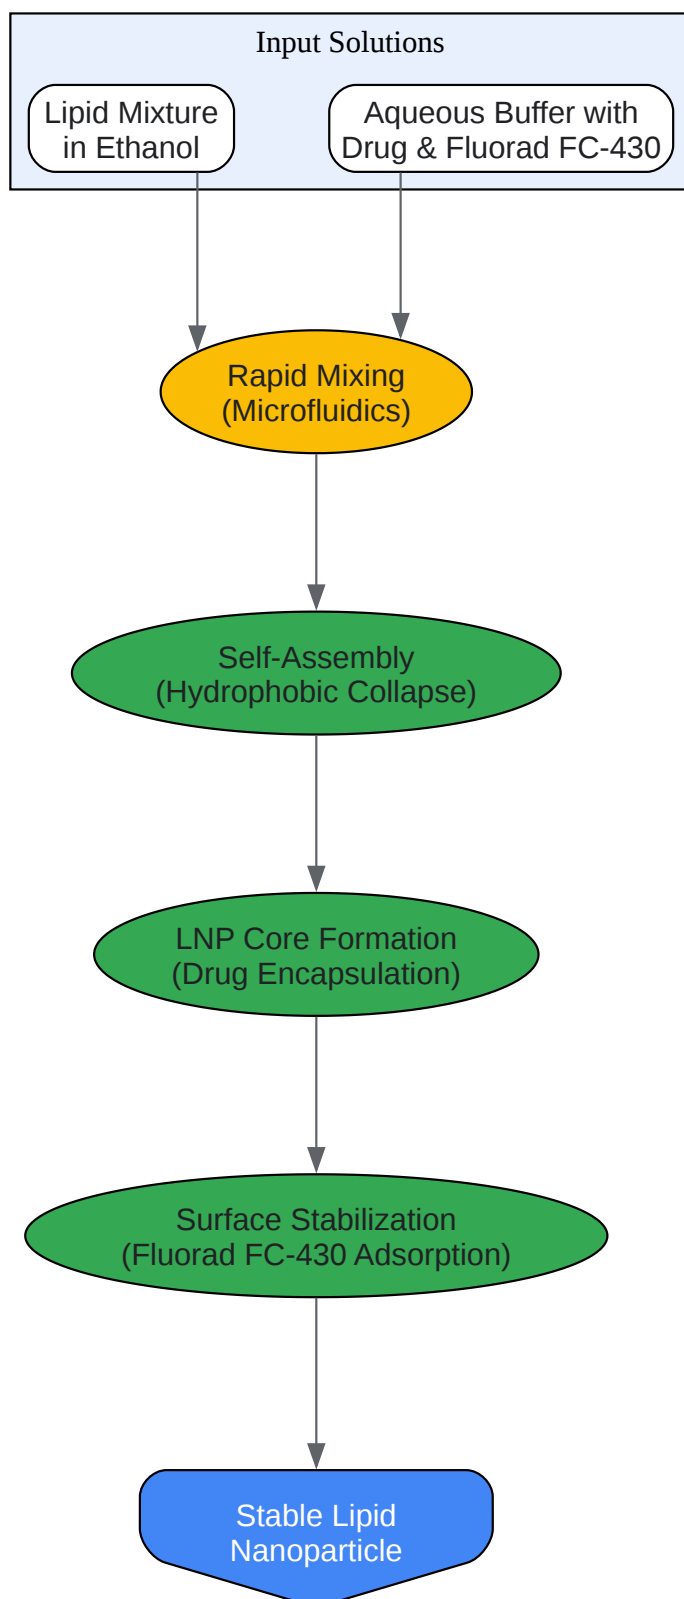 Input Solutions
Lipid Mixture
in Ethanol
Aqueous Buffer with
Drug & Fluorad FC-430
Rapid Mixing
(Microfluidics)
Self-Assembly
(Hydrophobic Collapse)
LNP Core Formation
(Drug Encapsulation)
Surface Stabilization
(Fluorad FC-430 Adsorption)
Stable Lipid
Nanoparticle